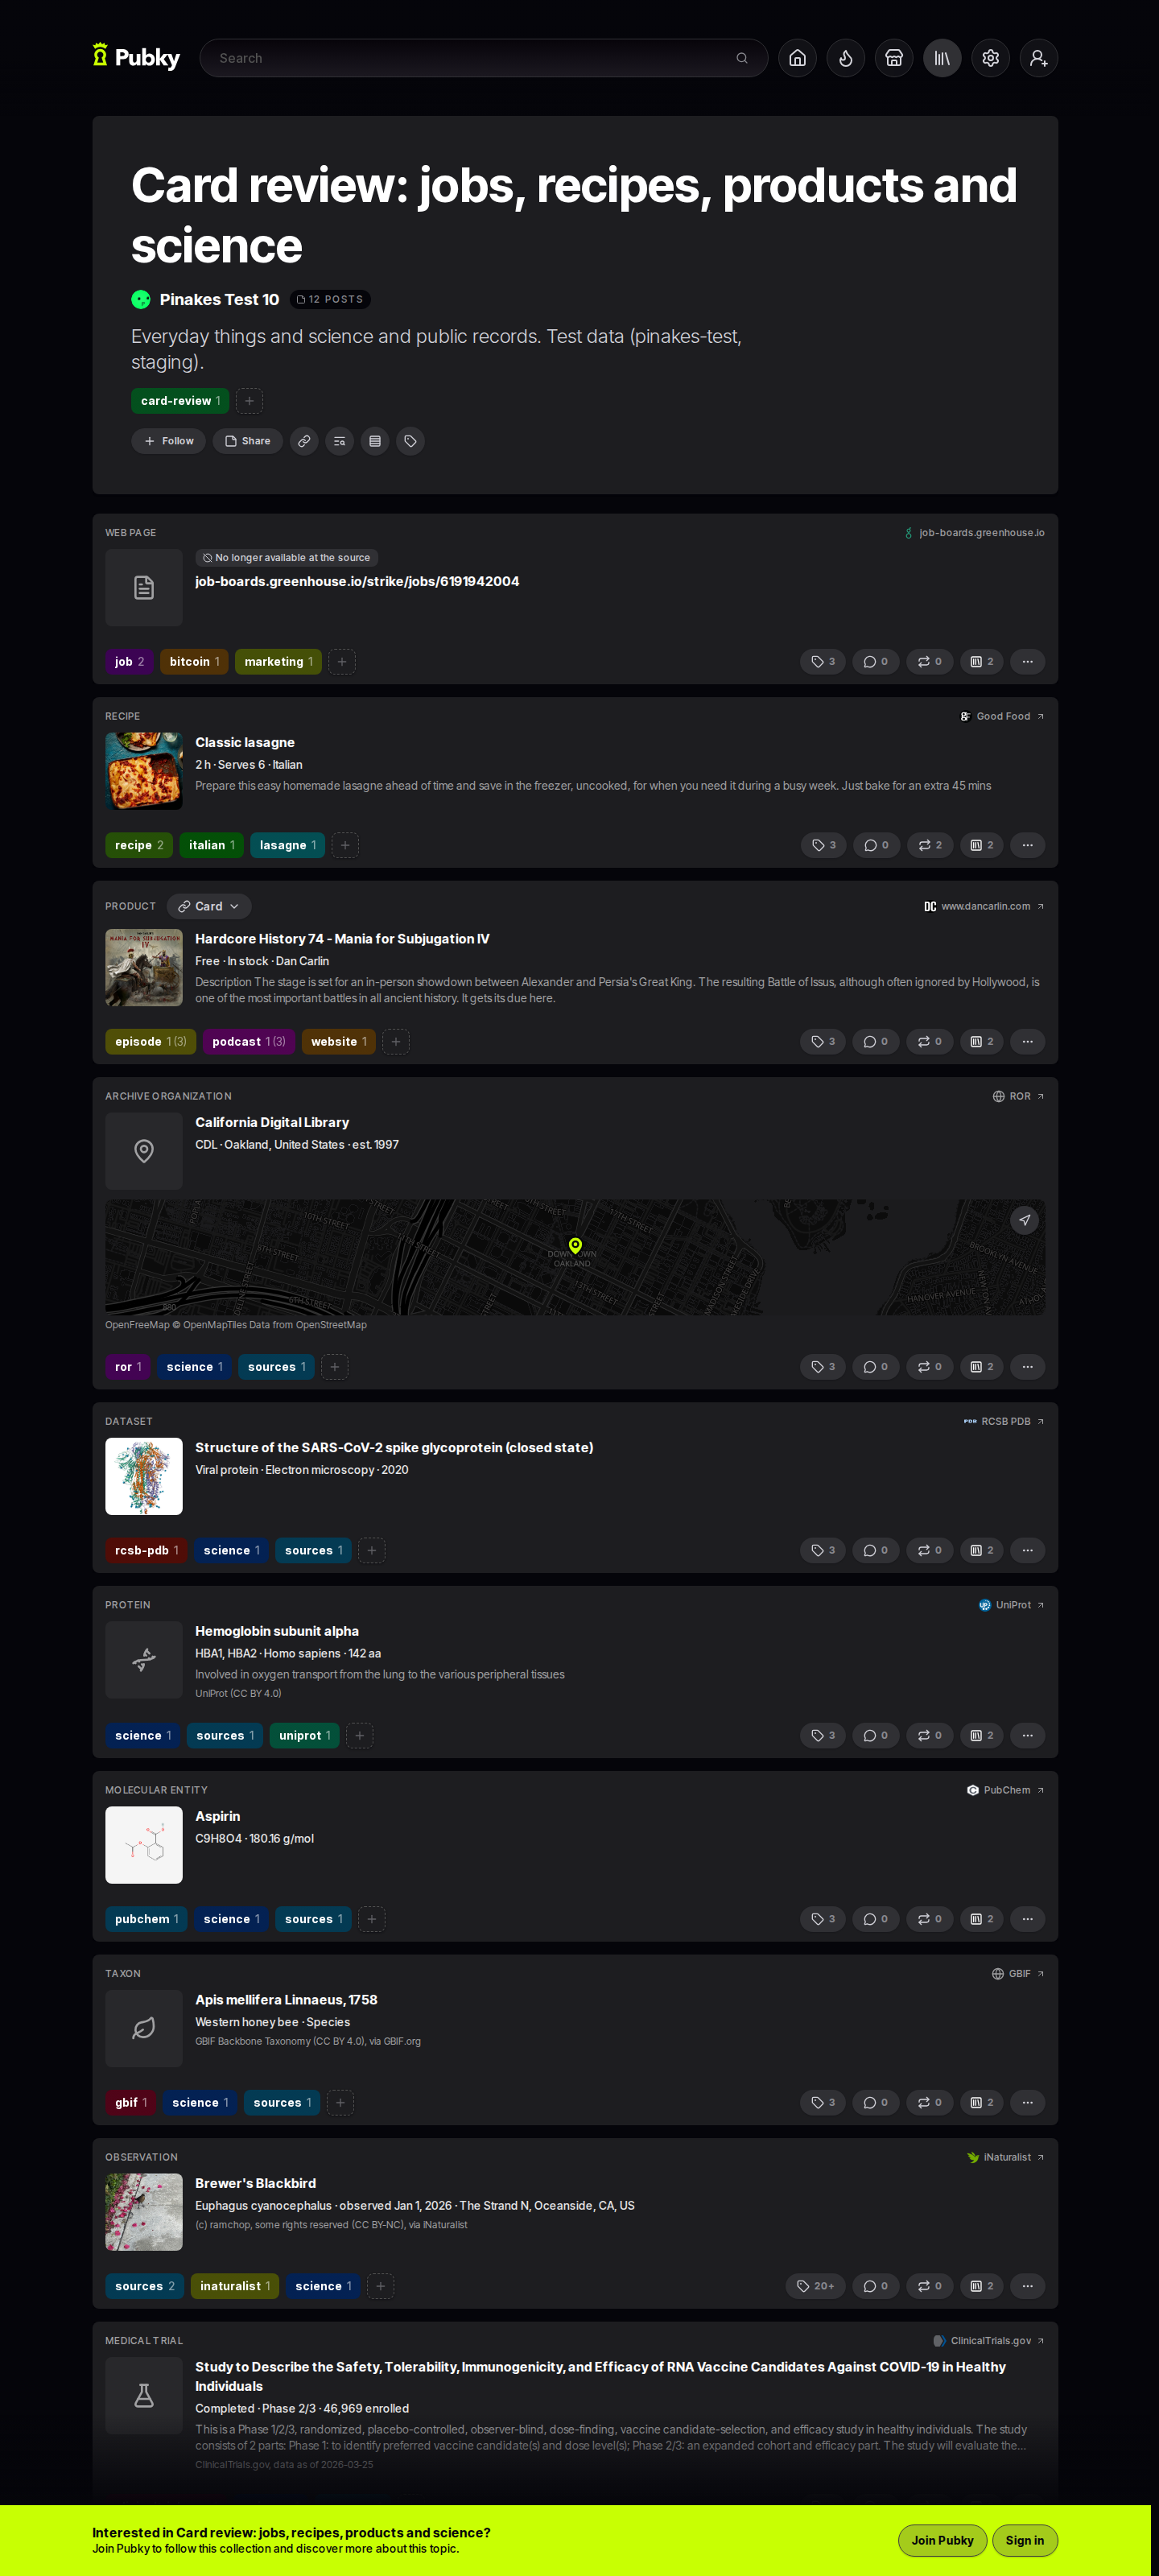 Pubky
Search
Card review: jobs, recipes, products and
science
Pinakes Test 10
12 POSTS
Everyday things and science and public records. Test data (pinakes-test,
staging).
card-review 1
Follow
Share
WEB PAGE
job-boards.greenhouse.io
No longer available at the source
job-boards.greenhouse.io/strike/jobs/6191942004
job 2
bitcoin 1
marketing 1
3 0 0 2
RECIPE
Good Food
Classic lasagne
2 h · Serves 6 · Italian
Prepare this easy homemade lasagne ahead of time and save in the freezer, uncooked, for when you need it during a busy week. Just bake for an extra 45 mins
recipe 2
italian 1
lasagne 1
3 0 2 2
PRODUCT
Card
DC
www.dancarlin.com
MANIA FOR SUBJUGATION
IV
Hardcore History 74 - Mania for Subjugation IV
Free · In stock · Dan Carlin
Description The stage is set for an in-person showdown between Alexander and Persia's Great King. The resulting Battle of Issus, although often ignored by Hollywood, is
one of the most important battles in all ancient history. It gets its due here.
episode 1 (3)
podcast 1 (3)
website 1
3 0 0 2
ARCHIVE ORGANIZATION
ROR
California Digital Library
CDL · Oakland, United States · est. 1997
10TH STREET
DOWNTOWN
OAKLAND
15TH STREET
6TH STREET
MADISON STREET
BROOKLYN AVENUE
HANOVER AVENUE
880
OpenFreeMap © OpenMapTiles Data from OpenStreetMap
ror 1
science 1
sources 1
3 0 0 2
DATASET
PDB
RCSB PDB
Structure of the SARS-CoV-2 spike glycoprotein (closed state)
Viral protein · Electron microscopy · 2020
rcsb-pdb 1
science 1
sources 1
3 0 0 2
PROTEIN
UniProt
Hemoglobin subunit alpha
HBA1, HBA2 · Homo sapiens · 142 aa
Involved in oxygen transport from the lung to the various peripheral tissues
UniProt (CC BY 4.0)
science 1
sources 1
uniprot 1
3 0 0 2
MOLECULAR ENTITY
PubChem
Aspirin
C9H8O4 · 180.16 g/mol
pubchem 1
science 1
sources 1
3 0 0 2
TAXON
GBIF
Apis mellifera Linnaeus, 1758
Western honey bee · Species
GBIF Backbone Taxonomy (CC BY 4.0), via GBIF.org
gbif 1
science 1
sources 1
3 0 0 2
OBSERVATION
iNaturalist
Brewer's Blackbird
Euphagus cyanocephalus · observed Jan 1, 2026 · The Strand N, Oceanside, CA, US
(c) ramchop, some rights reserved (CC BY-NC), via iNaturalist
sources 2
inaturalist 1
science 1
20+ 0 0 2
MEDICAL TRIAL
ClinicalTrials.gov
Study to Describe the Safety, Tolerability, Immunogenicity, and Efficacy of RNA Vaccine Candidates Against COVID-19 in Healthy
Individuals
Completed · Phase 2/3 · 46,969 enrolled
This is a Phase 1/2/3, randomized, placebo-controlled, observer-blind, dose-finding, vaccine candidate-selection, and efficacy study in healthy individuals. The study
consists of 2 parts: Phase 1: to identify preferred vaccine candidate(s) and dose level(s); Phase 2/3: an expanded cohort and efficacy part. The study will evaluate the...
ClinicalTrials.gov, data as of 2026-03-25
Interested in Card review: jobs, recipes, products and science?
Join Pubky to follow this collection and discover more about this topic.
Join Pubky
Sign in